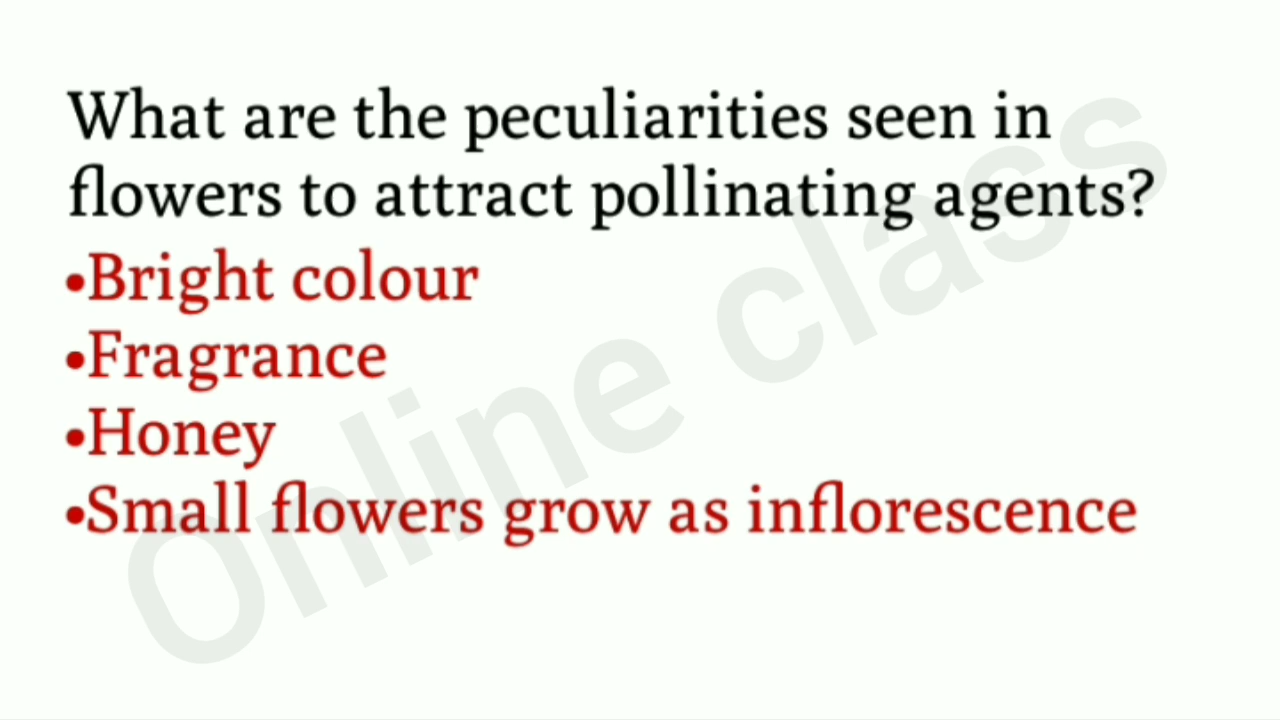 What are the peculiarities seen in
flowers to attract pollinating agents?
•Bright colour
•Fragrance
•Honey
•Small flowers grow as inflorescence
Online class